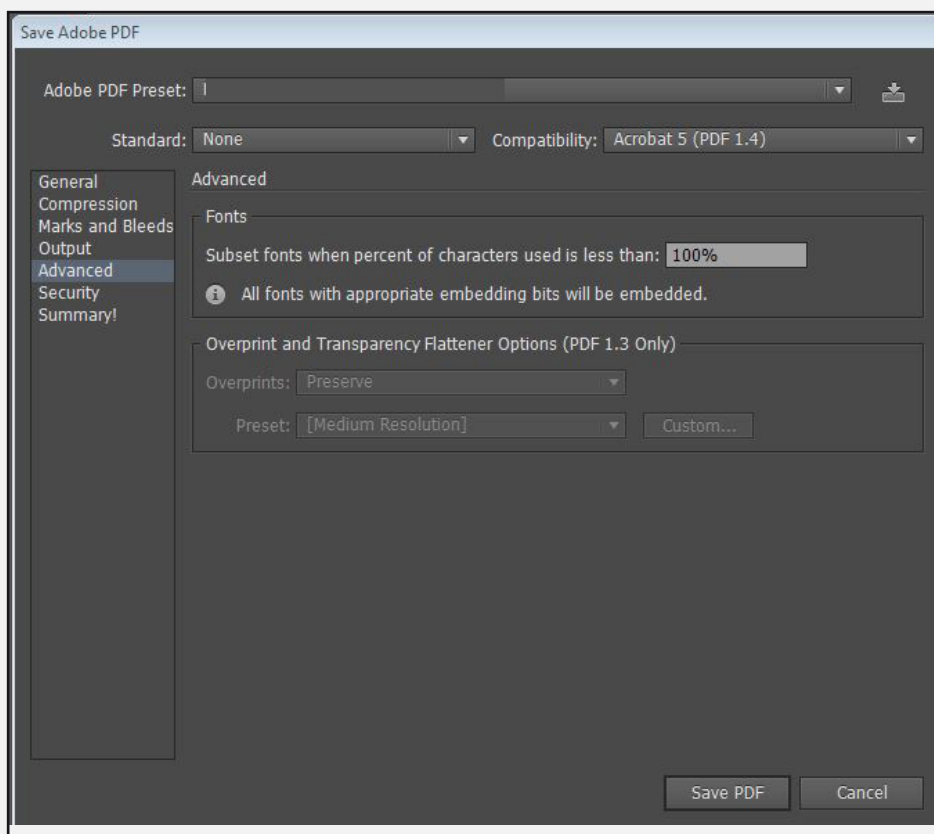 Save Adobe PDF
Adobe PDF Preset:
Standard: None Compatibility: Acrobat 5 (PDF 1.4)
General
Compression
Marks and Bleeds
Output
Advanced
Security
Summary!
Advanced
Fonts
Subset fonts when percent of characters used is less than: 100%
All fonts with appropriate embedding bits will be embedded.
Overprint and Transparency Flattener Options (PDF 1.3 Only)
Overprints: Preserve
Preset: [Medium Resolution] Custom...
Save PDF Cancel